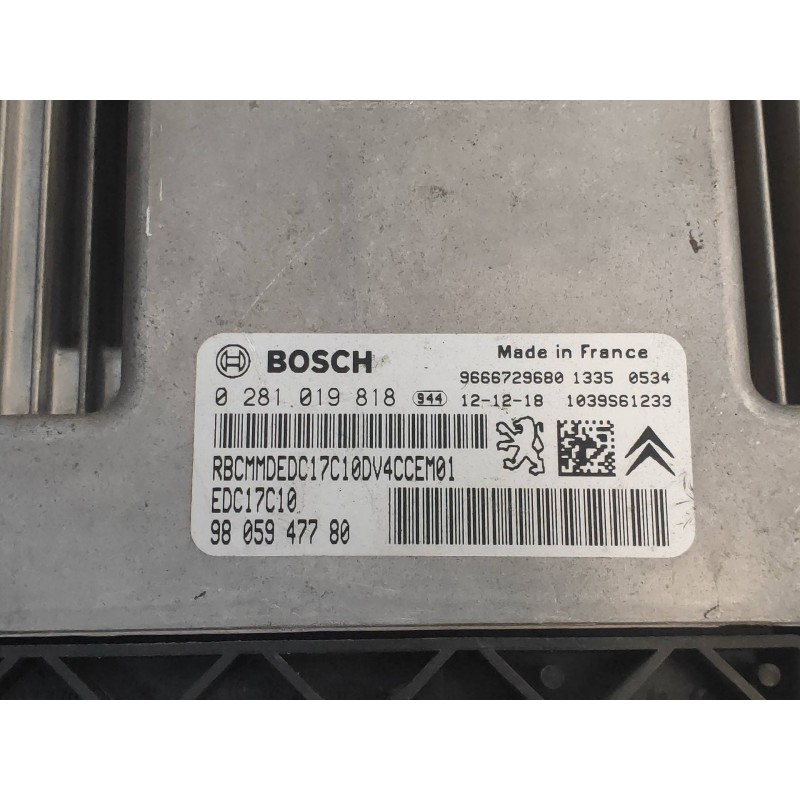 BOSCH
Made in France
9666729680 1335 0534
0 281 019 818 944 12-12-18 1039S61233
RBCMMDEDC17C10DV4CCEM01
EDC17C10
98 059 477 80